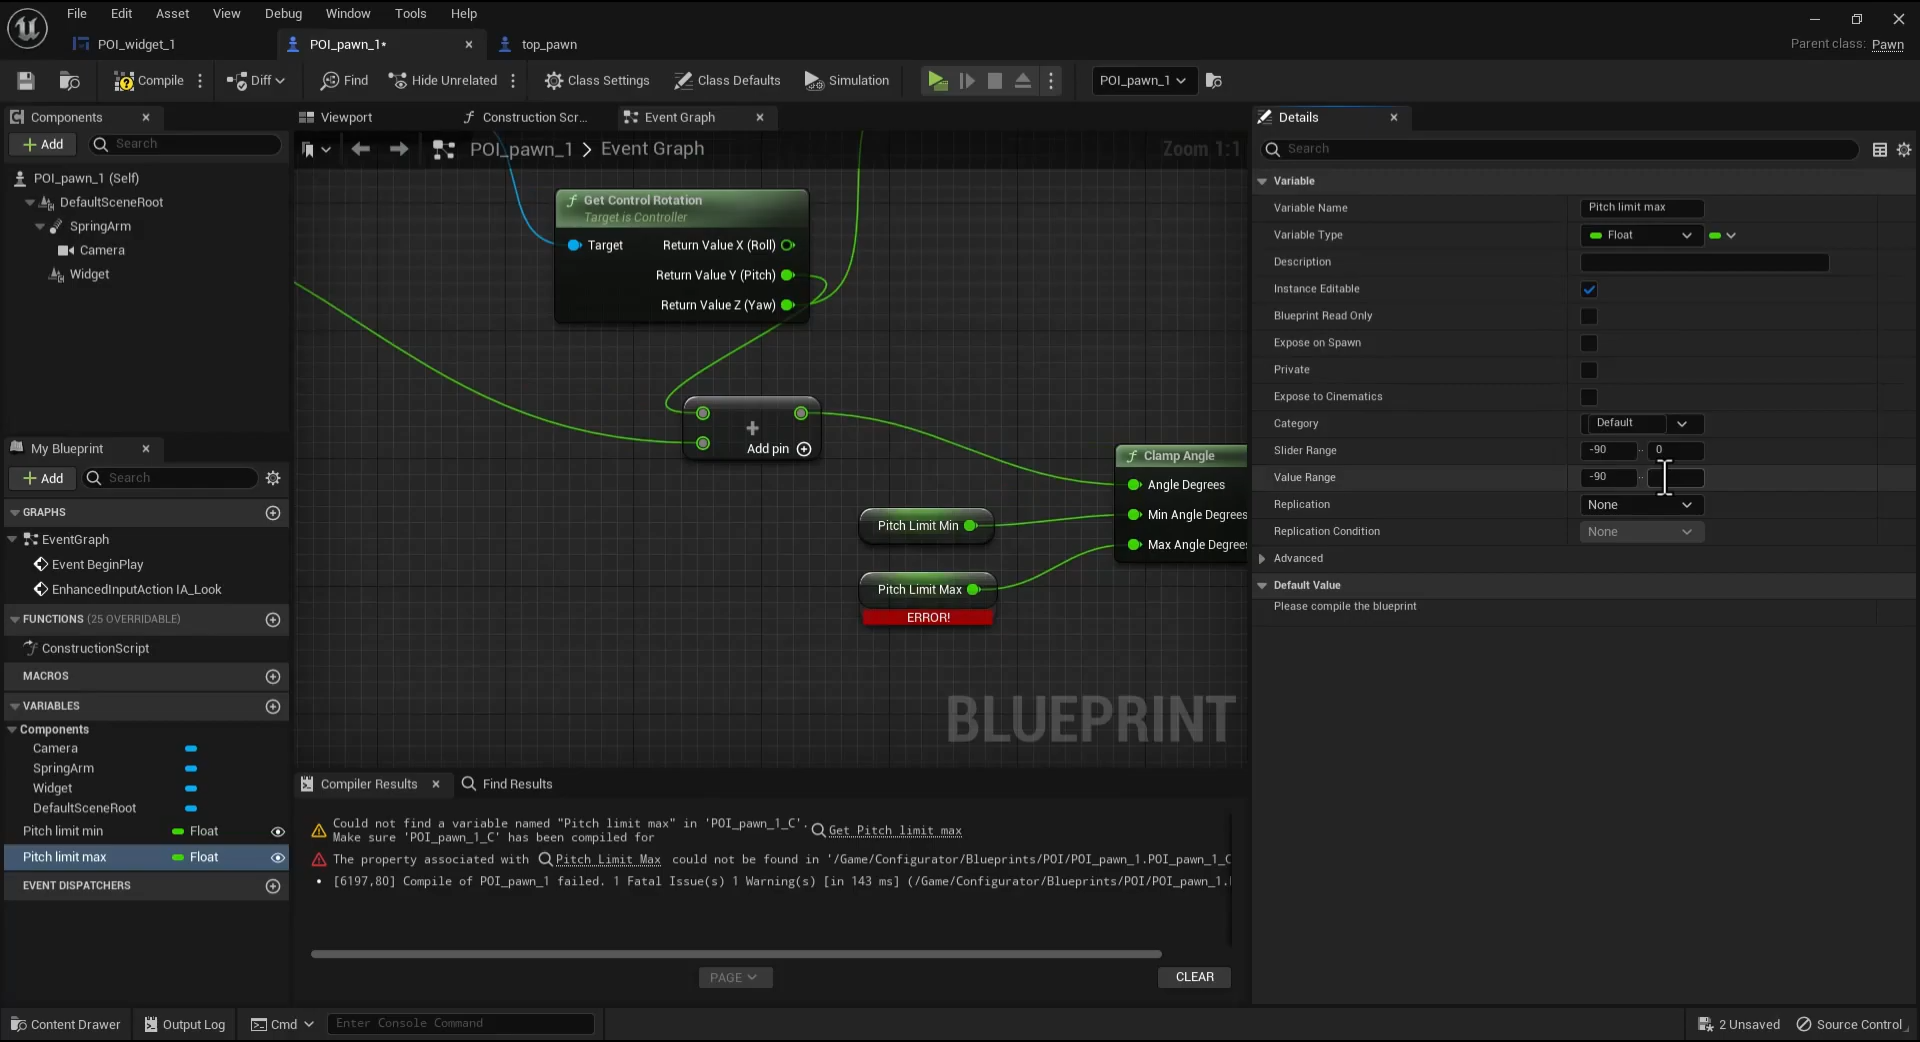 File Edit Asset View Debug Window Tools Help
POI_widget_1
POI_pawn_1*
top_pawn
Parent class: Pawn
Compile
Diff
Find
Hide Unrelated
Class Settings
Class Defaults
Simulation
POI_pawn_1
Components
Add
Search
POI_pawn_1 (Self)
DefaultSceneRoot
SpringArm
Camera
Widget
My Blueprint
Add
Search
GRAPHS
EventGraph
Event BeginPlay
EnhancedInputAction IA_Look
FUNCTIONS (25 OVERRIDABLE)
ConstructionScript
MACROS
VARIABLES
Components
Camera
SpringArm
Widget
DefaultSceneRoot
Pitch limit min Float
Pitch limit max Float
EVENT DISPATCHERS
Viewport
Construction Scr...
Event Graph
POI_pawn_1 > Event Graph
Zoom 1:1
Get Control Rotation
Target is Controller
Target
Return Value X (Roll)
Return Value Y (Pitch)
Return Value Z (Yaw)
Add pin
Clamp Angle
Angle Degrees
Min Angle Degrees
Max Angle Degrees
Pitch Limit Min
Pitch Limit Max
ERROR!
BLUEPRINT
Compiler Results
Find Results
Could not find a variable named "Pitch limit max" in 'POI_pawn_1_C'. Get Pitch limit max
Make sure 'POI_pawn_1_C' has been compiled for
The property associated with Pitch Limit Max could not be found in '/Game/Configurator/Blueprints/POI/POI_pawn_1.POI_pawn_1_C
[6197,80] Compile of POI_pawn_1 failed. 1 Fatal Issue(s) 1 Warning(s) [in 143 ms] (/Game/Configurator/Blueprints/POI/POI_pawn_1.
PAGE
CLEAR
Details
Search
Variable
Variable Name Pitch limit max
Variable Type Float
Description
Instance Editable
Blueprint Read Only
Expose on Spawn
Private
Expose to Cinematics
Category Default
Slider Range -90 0
Value Range -90
Replication None
Replication Condition None
Advanced
Default Value
Please compile the blueprint
Content Drawer
Output Log
Cmd
Enter Console Command
2 Unsaved
Source Control